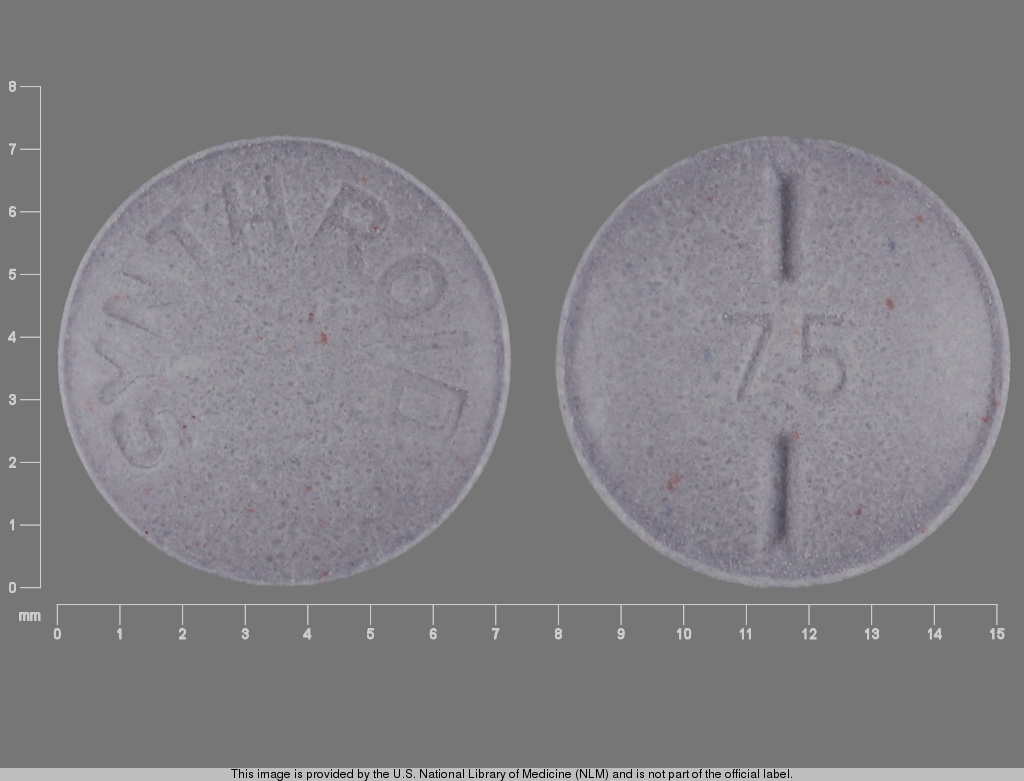 8
7
6
5
4
3
2
1
0
mm
0 1 2 3 4 5 6 7 8 9 10 11 12 13 14 15
SYNTHROID
75
This image is provided by the U.S. National Library of Medicine (NLM) and is not part of the official label.